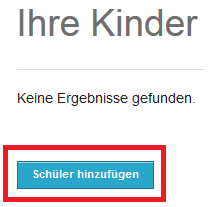 Ihre Kinder
Keine Ergebnisse gefunden.
Schüler hinzufügen